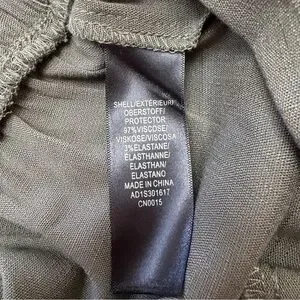 SHELL/EXTÉRIEUR/
OBERSTOFF/
PROTECTOR
97%VISCOSE/
VISKOSE/VISCOSA
3%ELASTANE/
ELASTHANNE/
ELASTHAN/
ELASTANO
MADE IN CHINA
AD1S301617
CN0015